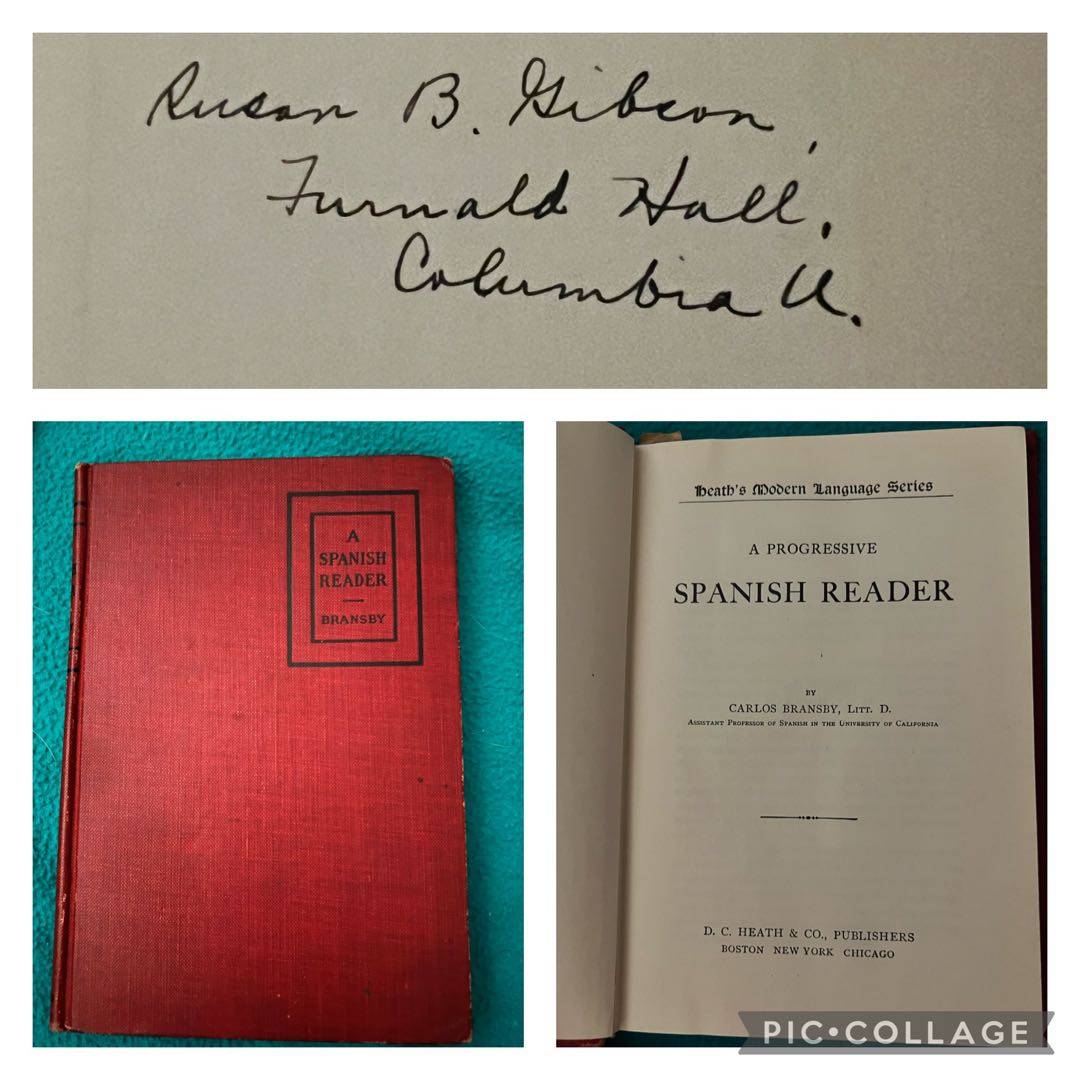 Susan B. Gibson,
Furnald Hall,
Columbia U.
A
SPANISH
READER
BRANSBY
Heath's Modern Language Series
A PROGRESSIVE
SPANISH READER
BY
CARLOS BRANSBY, LITT. D.
ASSISTANT PROFESSOR OF SPANISH IN THE UNIVERSITY OF CALIFORNIA
D. C. HEATH & CO., PUBLISHERS
BOSTON NEW YORK CHICAGO
PIC•COLLAGE